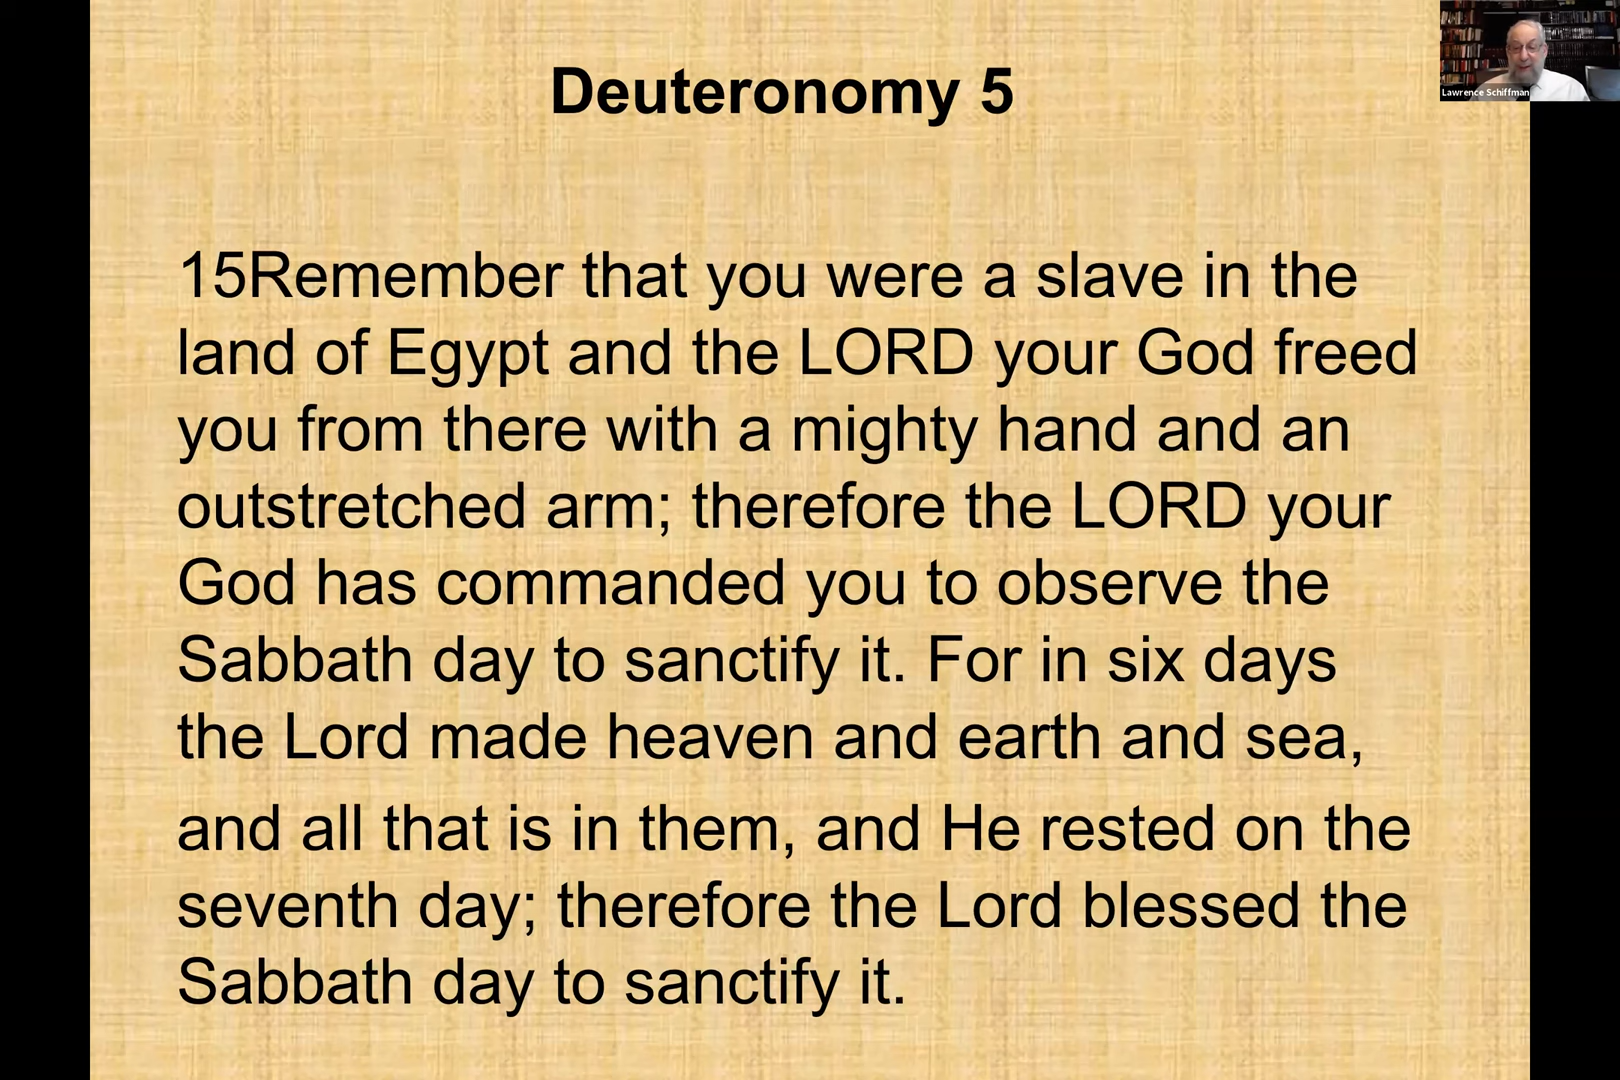 Deuteronomy 5
Lawrence Schiffman
15Remember that you were a slave in the
land of Egypt and the LORD your God freed
you from there with a mighty hand and an
outstretched arm; therefore the LORD your
God has commanded you to observe the
Sabbath day to sanctify it. For in six days
the Lord made heaven and earth and sea,
and all that is in them, and He rested on the
seventh day; therefore the Lord blessed the
Sabbath day to sanctify it.